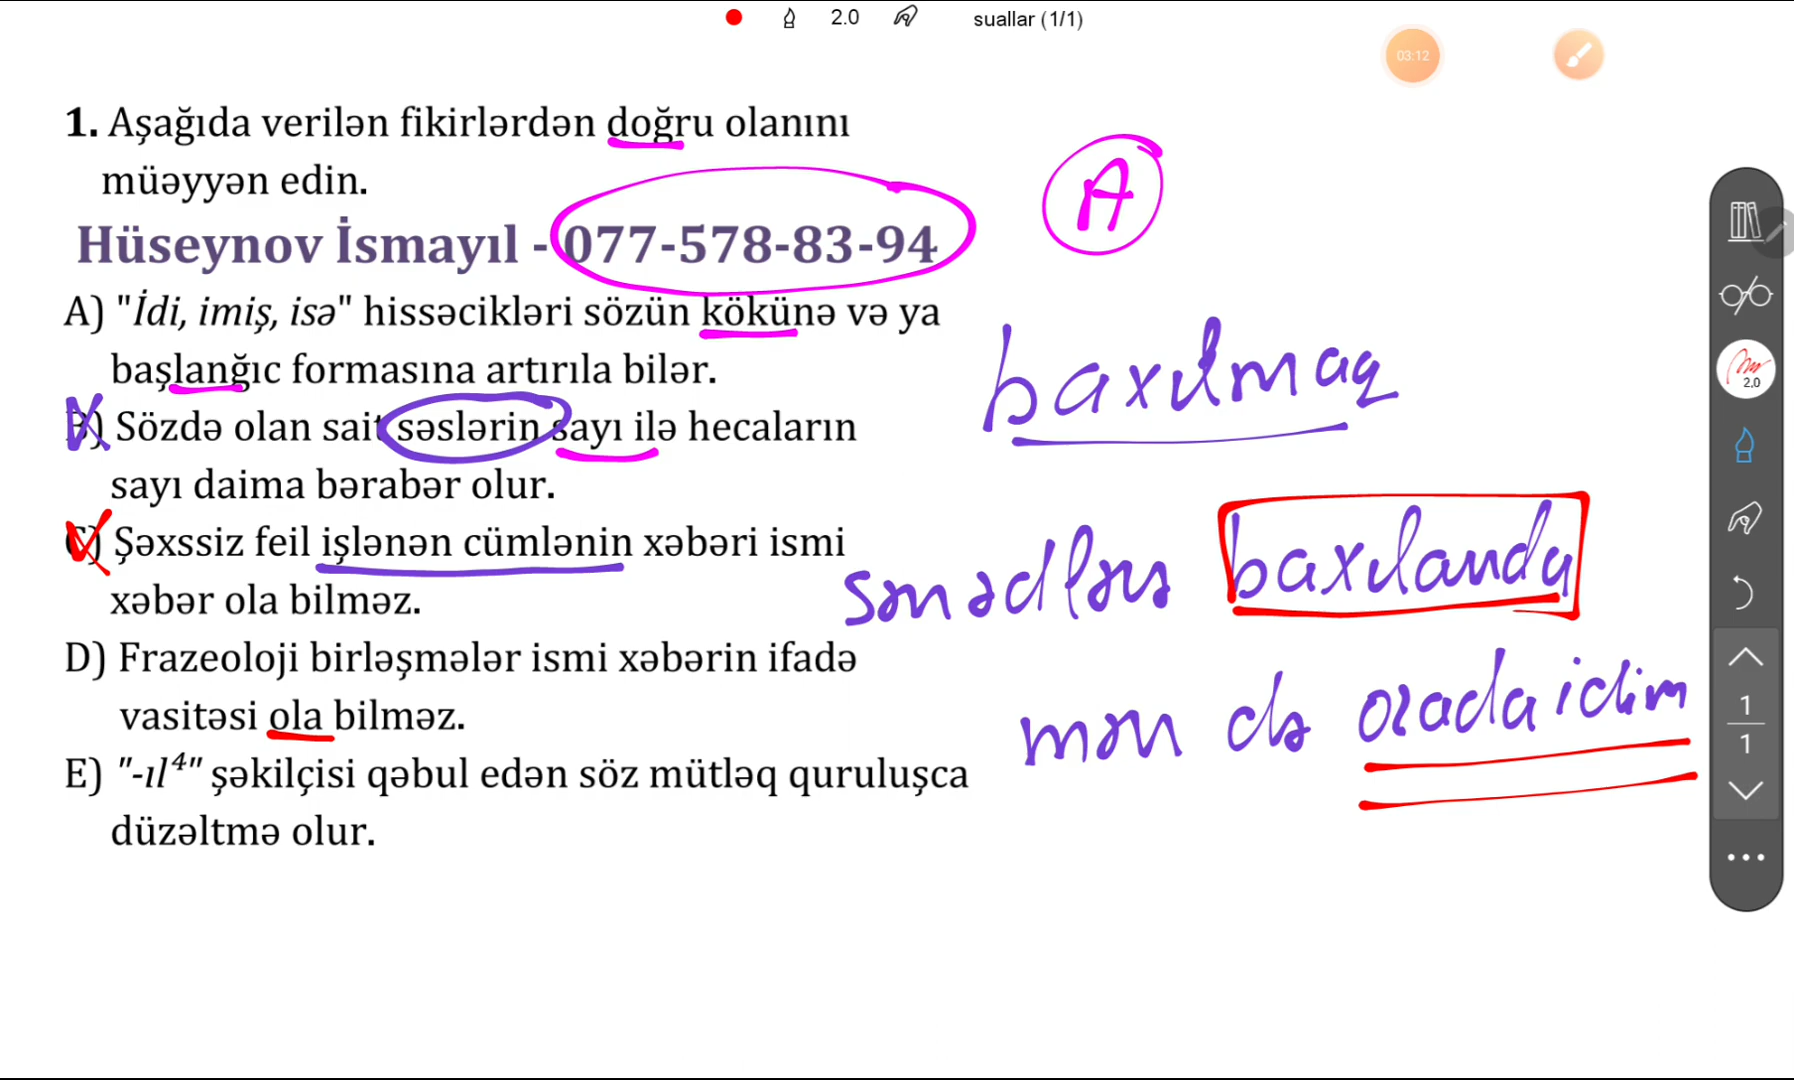 2.0 suallar (1/1)
03:12
1. Aşağıda verilən fikirlərdən doğru olanını
müəyyən edin.
A
Hüseynov İsmayıl - 077-578-83-94
A) "İdi, imiş, isə" hissəcikləri sözün kökünə və ya
başlanğıc formasına artırıla bilər.
baxılmaq
B) Sözdə olan sait səslərin sayı ilə hecaların
sayı daima bərabər olur.
C) Şəxssiz feil işlənən cümlənin xəbəri ismi
xəbər ola bilməz.
sənədlərə baxılanda
D) Frazeoloji birləşmələr ismi xəbərin ifadə
vasitəsi ola bilməz.
mən də orada idim
E) "-ıl⁴" şəkilçisi qəbul edən söz mütləq quruluşca
düzəltmə olur.
2.0
1
1